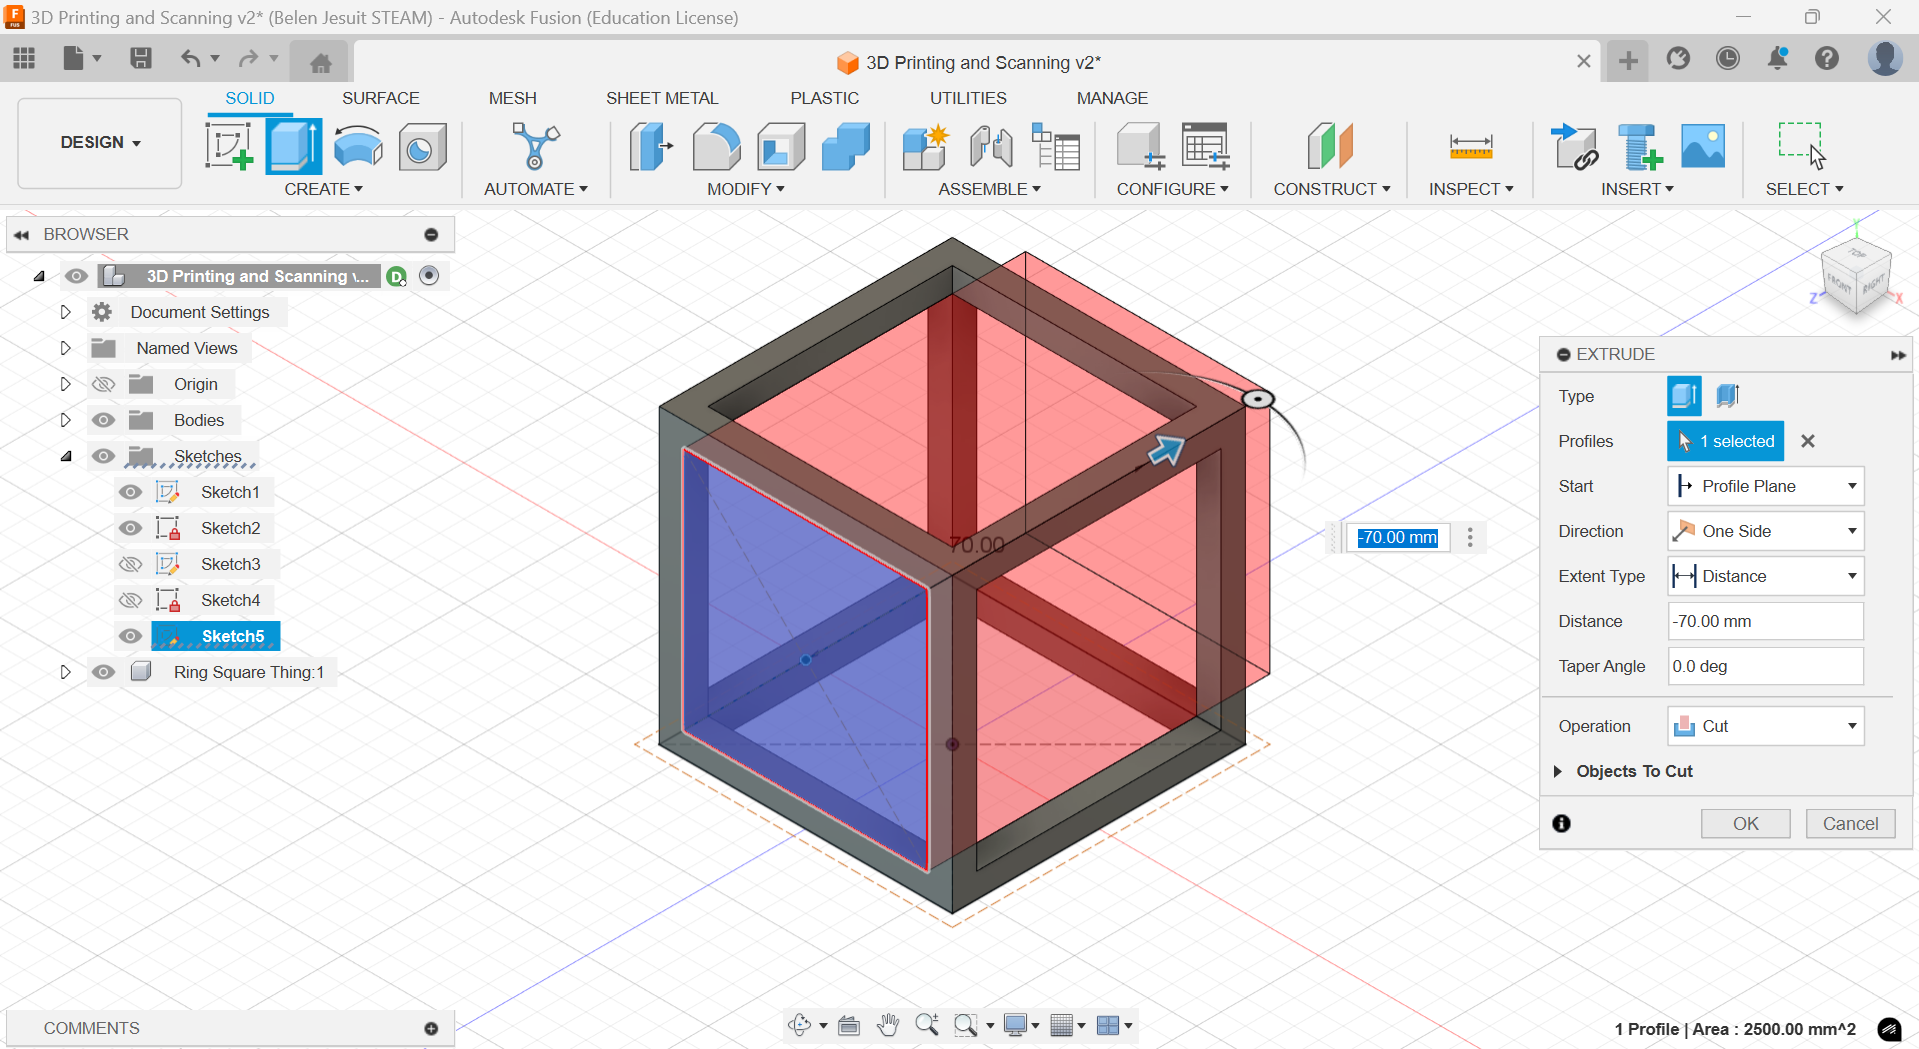 3D Printing and Scanning v2* (Belen Jesuit STEAM) - Autodesk Fusion (Education License)
3D Printing and Scanning v2*
SOLID SURFACE MESH SHEET METAL PLASTIC UTILITIES MANAGE
DESIGN
CREATE AUTOMATE MODIFY ASSEMBLE CONFIGURE CONSTRUCT INSPECT INSERT SELECT
BROWSER
3D Printing and Scanning v... D
Document Settings
Named Views
Origin
Bodies
Sketches
Sketch1
Sketch2
Sketch3
Sketch4
Sketch5
Ring Square Thing:1
70.00
-70.00 mm
Y
TOP
FRONT RIGHT
Z X
EXTRUDE
Type
Profiles 1 selected
Start Profile Plane
Direction One Side
Extent Type Distance
Distance -70.00 mm
Taper Angle 0.0 deg
Operation Cut
Objects To Cut
OK Cancel
COMMENTS
1 Profile | Area : 2500.00 mm^2